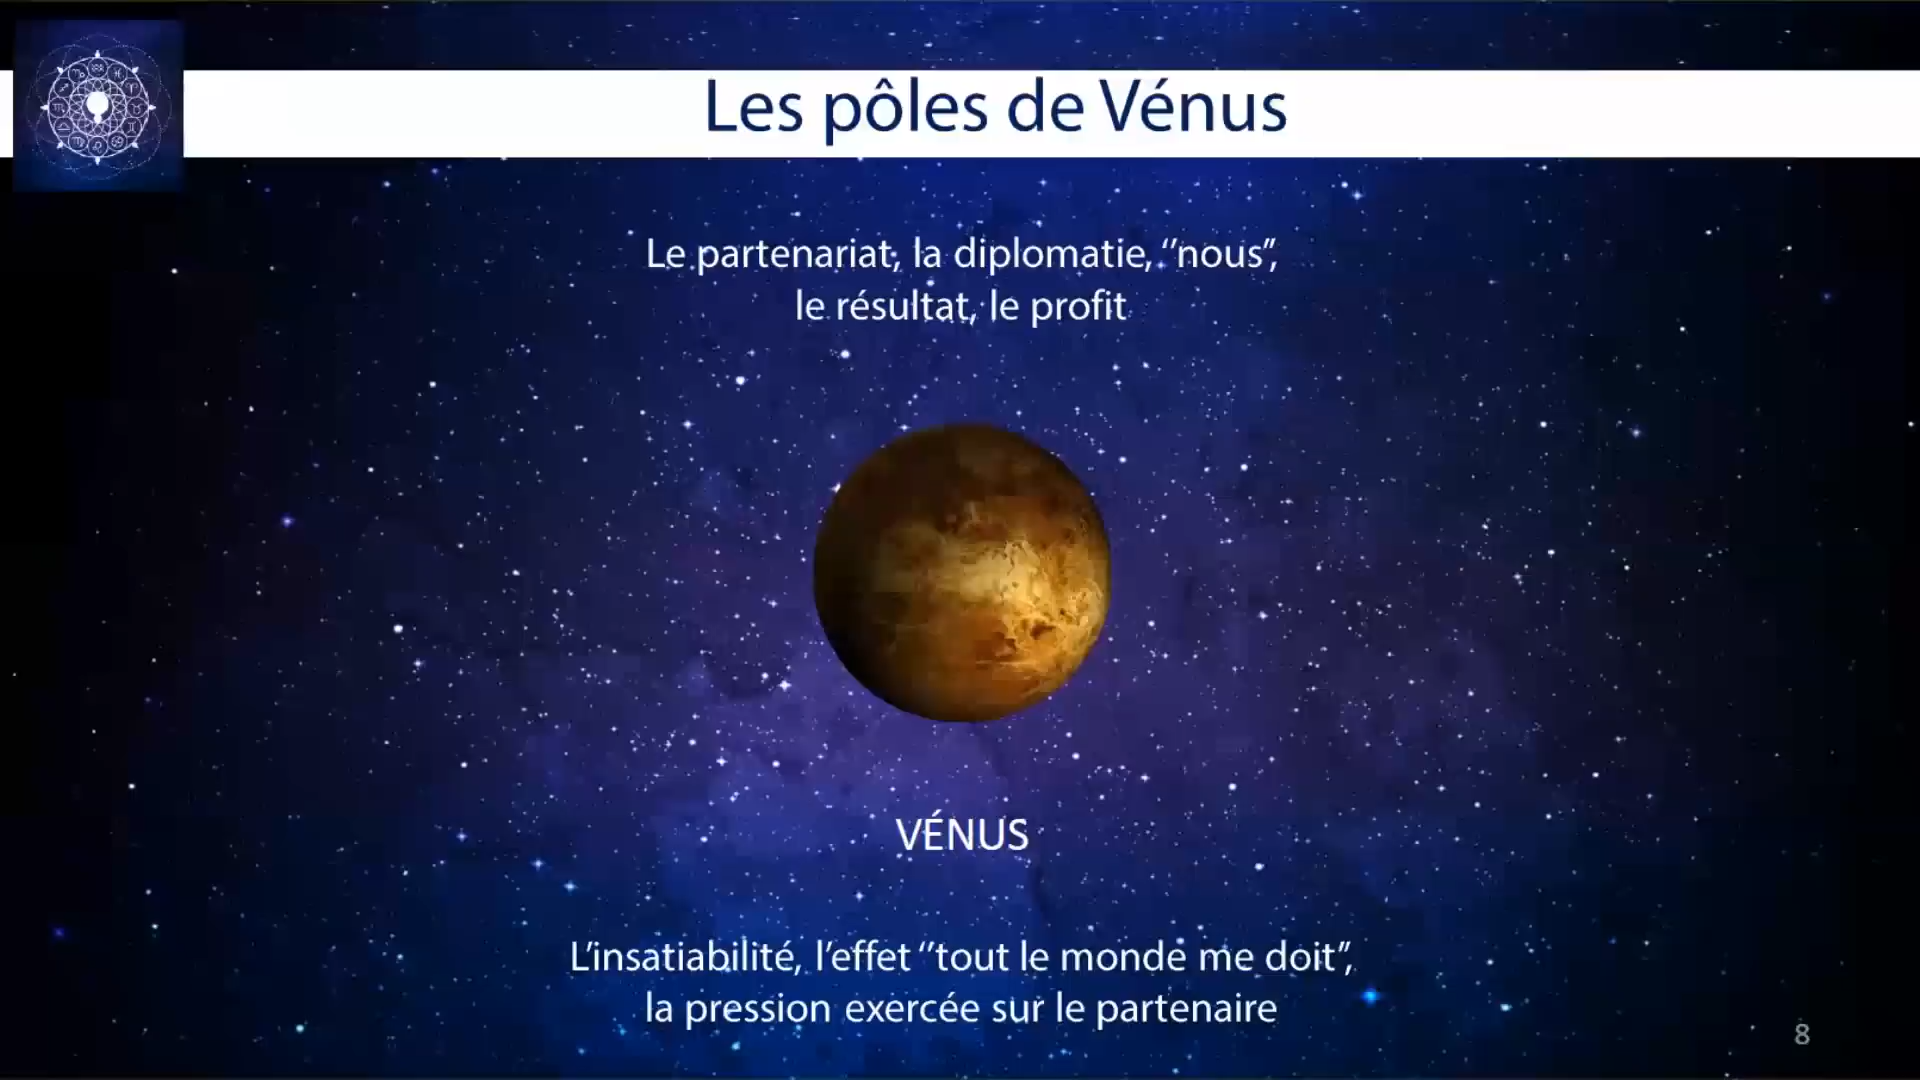 Les pôles de Vénus
Le partenariat, la diplomatie, ‘’nous’’,
le résultat, le profit
VÉNUS
L’insatiabilité, l’effet ‘’tout le monde me doit’’,
la pression exercée sur le partenaire
8